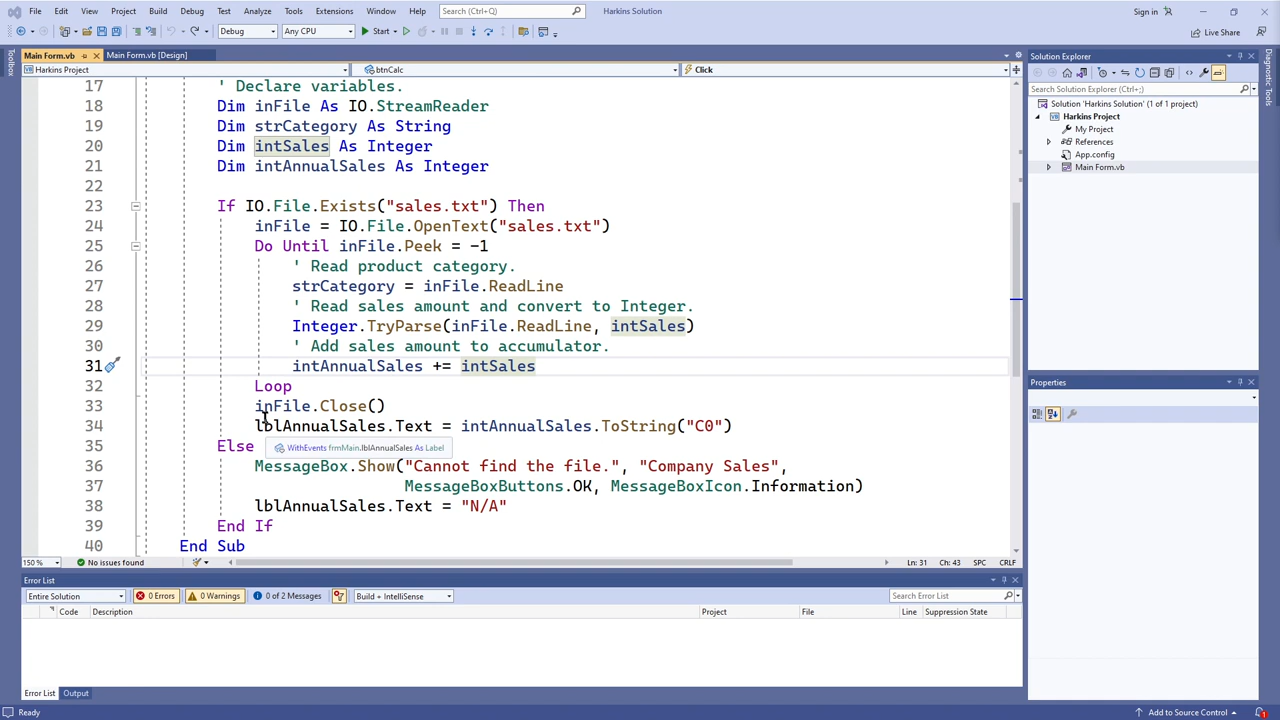 File Edit View Project Build Debug Test Analyze Tools Extensions Window Help Search (Ctrl+Q) Harkins Solution Sign in
Debug Any CPU Start Live Share
Toolbox
Main Form.vb Main Form.vb [Design]
Harkins Project btnCalc Click
17 ' Declare variables.
18 Dim inFile As IO.StreamReader
19 Dim strCategory As String
20 Dim intSales As Integer
21 Dim intAnnualSales As Integer
22
23 If IO.File.Exists("sales.txt") Then
24 inFile = IO.File.OpenText("sales.txt")
25 Do Until inFile.Peek = -1
26 ' Read product category.
27 strCategory = inFile.ReadLine
28 ' Read sales amount and convert to Integer.
29 Integer.TryParse(inFile.ReadLine, intSales)
30 ' Add sales amount to accumulator.
31 intAnnualSales += intSales
32 Loop
33 inFile.Close()
34 lblAnnualSales.Text = intAnnualSales.ToString("C0")
35 Else
WithEvents frmMain.lblAnnualSales As Label
36 MessageBox.Show("Cannot find the file.", "Company Sales",
37 MessageBoxButtons.OK, MessageBoxIcon.Information)
38 lblAnnualSales.Text = "N/A"
39 End If
40 End Sub
150 % No issues found Ln: 31 Ch: 43 SPC CRLF
Error List
Entire Solution 0 Errors 0 Warnings 0 of 2 Messages Build + IntelliSense Search Error List
Code Description Project File Line Suppression State
Error List Output
Solution Explorer
Search Solution Explorer (Ctrl+;)
Solution 'Harkins Solution' (1 of 1 project)
Harkins Project
My Project
References
App.config
Main Form.vb
Properties
Diagnostic Tools
Ready Add to Source Control 1